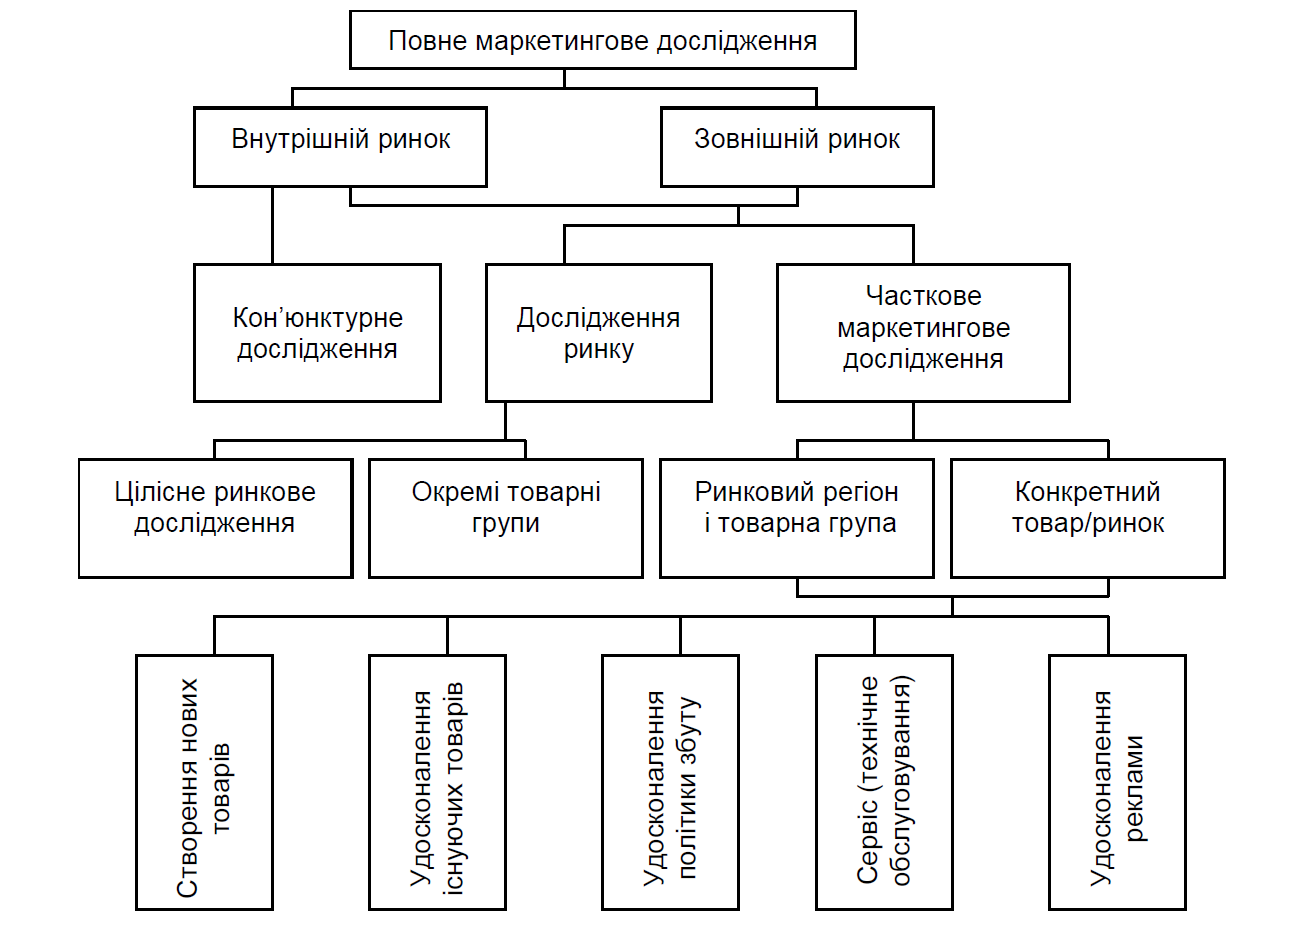 Повне маркетингове дослідження
Внутрішній ринок
Зовнішній ринок
Кон’юнктурне
дослідження
Дослідження
ринку
Часткове
маркетингове
дослідження
Цілісне ринкове
дослідження
Окремі товарні
групи
Ринковий регіон
і товарна група
Конкретний
товар/ринок
Створення нових
товарів
Удосконалення
існуючих товарів
Удосконалення
політики збуту
Сервіс (технічне
обслуговування)
Удосконалення
реклами